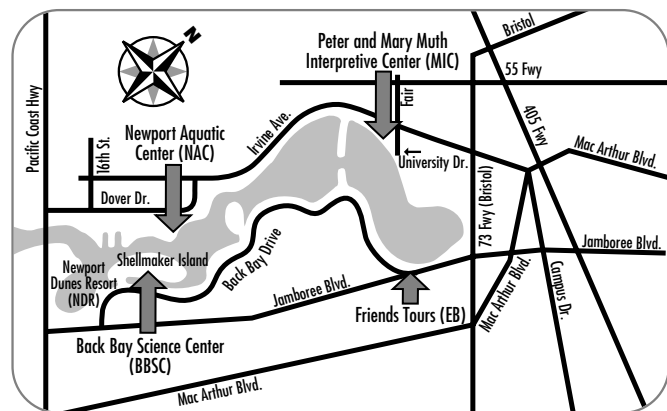 N
Peter and Mary Muth
Interpretive Center (MIC)
Bristol
55 Fwy
Fair
405 Fwy
Pacific Coast Hwy
16th St.
Newport Aquatic
Center (NAC)
Irvine Ave.
University Dr.
Mac Arthur Blvd.
Dover Dr.
73 Fwy (Bristol)
Shellmaker Island
Back Bay Drive
Jamboree Blvd.
Newport
Dunes Resort
(NDR)
Jamboree Blvd.
Mac Arthur Blvd.
Campus Dr.
Friends Tours (EB)
Back Bay Science Center
(BBSC)
Mac Arthur Blvd.